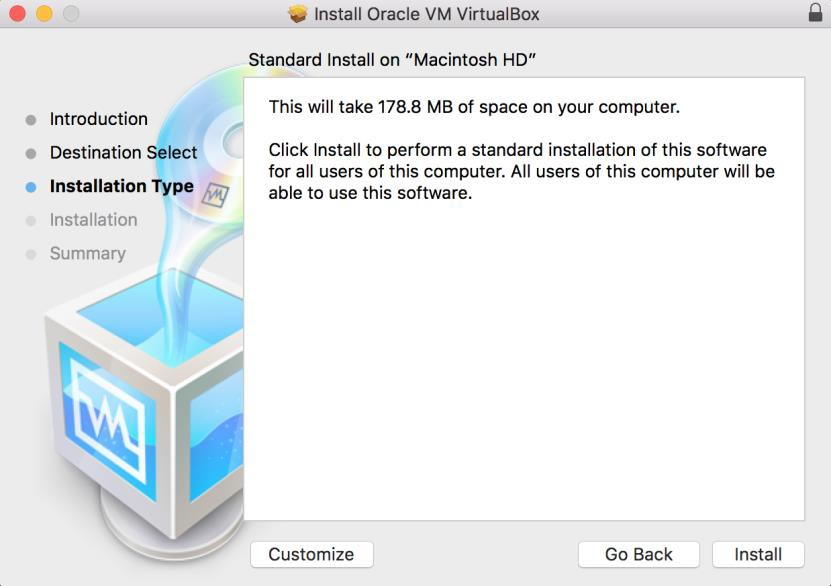 Install Oracle VM VirtualBox
Standard Install on “Macintosh HD”
Introduction
Destination Select
Installation Type
Installation
Summary
This will take 178.8 MB of space on your computer.
Click Install to perform a standard installation of this software
for all users of this computer. All users of this computer will be
able to use this software.
Customize
Go Back
Install